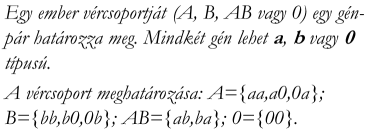 Egy ember vércsoportját (A, B, AB vagy 0) egy gén-
pár határozza meg. Mindkét gén lehet a, b vagy 0
típusú.
A vércsoport meghatározása: A={aa,a0,0a};
B={bb,b0,0b}; AB={ab,ba}; 0={00}.